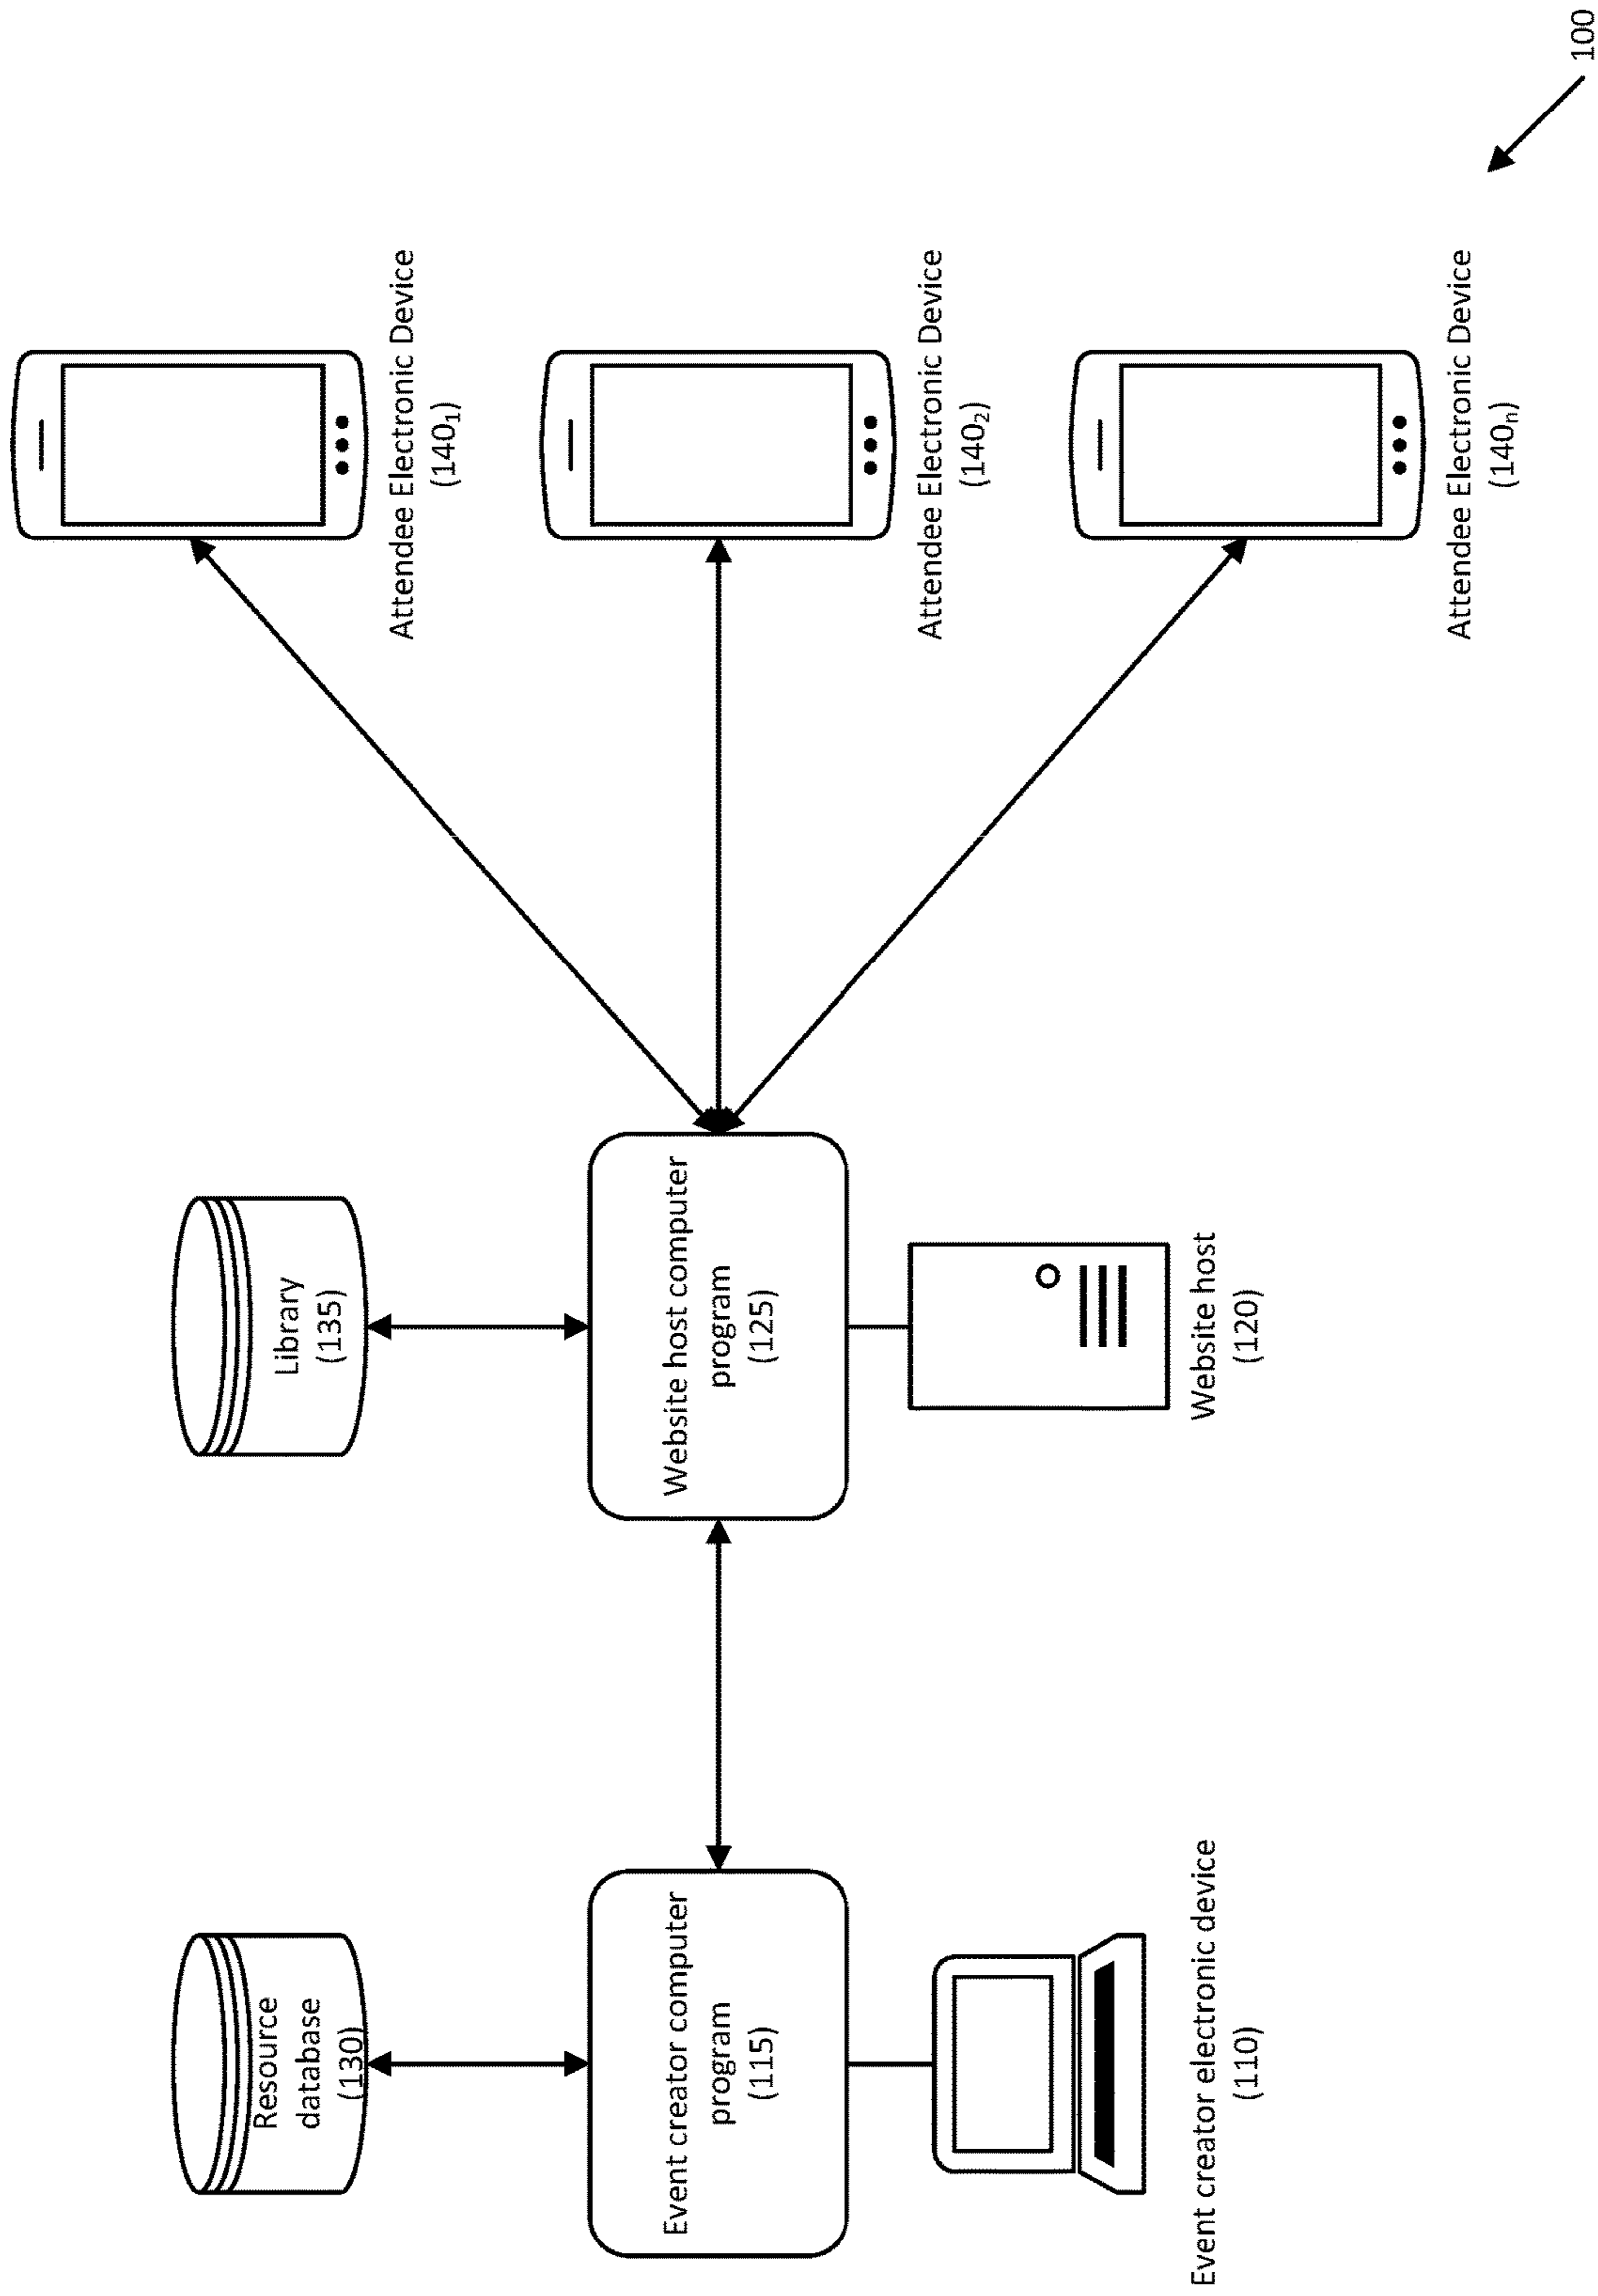 Resource
database
(130)
Library
(135)
Event creator computer
program
(115)
Website host computer
program
(125)
Event creator electronic device
(110)
Website host
(120)
Attendee Electronic Device
(140₁)
Attendee Electronic Device
(140₂)
Attendee Electronic Device
(140ₙ)
100